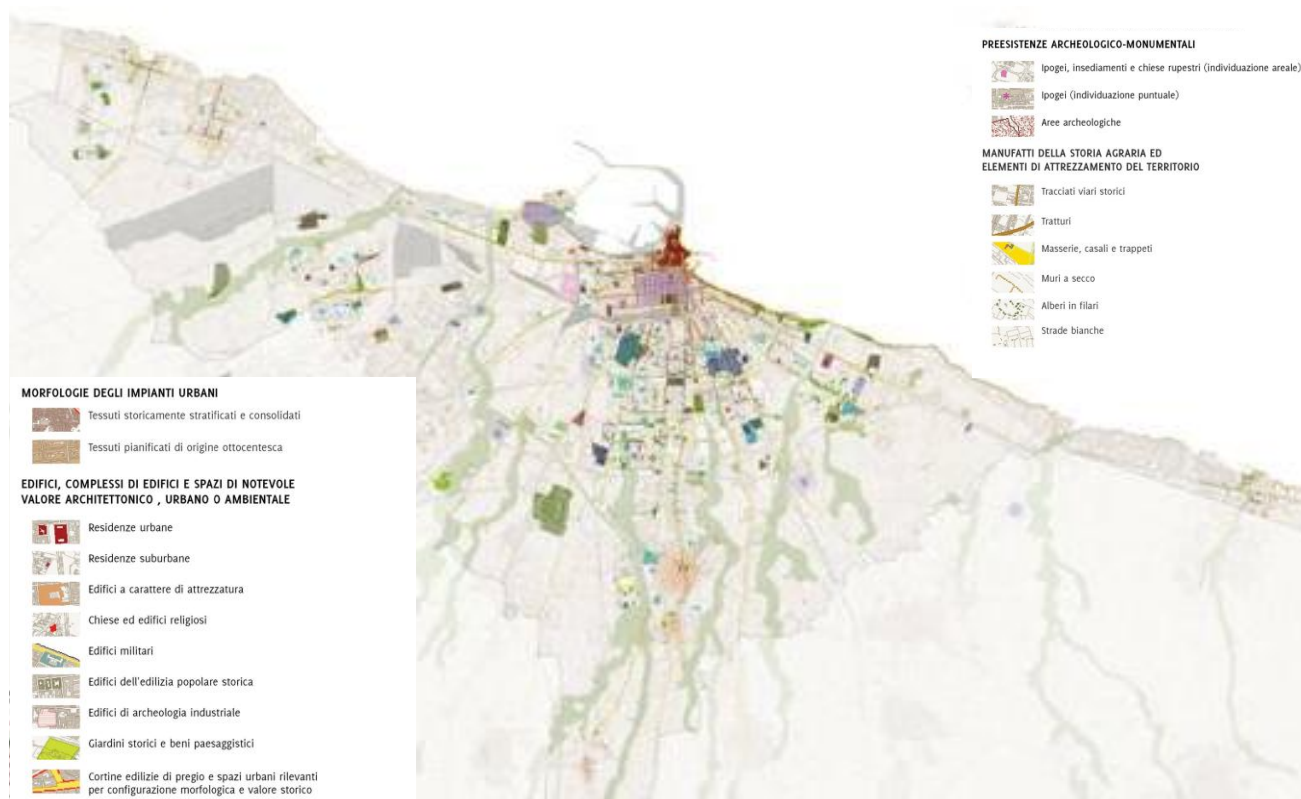 PREESISTENZE ARCHEOLOGICO-MONUMENTALI
Ipogei, insediamenti e chiese rupestri (individuazione areale)
Ipogei (individuazione puntuale)
Aree archeologiche
MANUFATTI DELLA STORIA AGRARIA ED
ELEMENTI DI ATTREZZAMENTO DEL TERRITORIO
Tracciati viari storici
Tratturi
Masserie, casali e trappeti
Muri a secco
Alberi in filari
Strade bianche
MORFOLOGIE DEGLI IMPIANTI URBANI
Tessuti storicamente stratificati e consolidati
Tessuti pianificati di origine ottocentesca
EDIFICI, COMPLESSI DI EDIFICI E SPAZI DI NOTEVOLE
VALORE ARCHITETTONICO , URBANO O AMBIENTALE
Residenze urbane
Residenze suburbane
Edifici a carattere di attrezzatura
Chiese ed edifici religiosi
Edifici militari
Edifici dell'edilizia popolare storica
Edifici di archeologia industriale
Giardini storici e beni paesaggistici
Cortine edilizie di pregio e spazi urbani rilevanti
per configurazione morfologica e valore storico